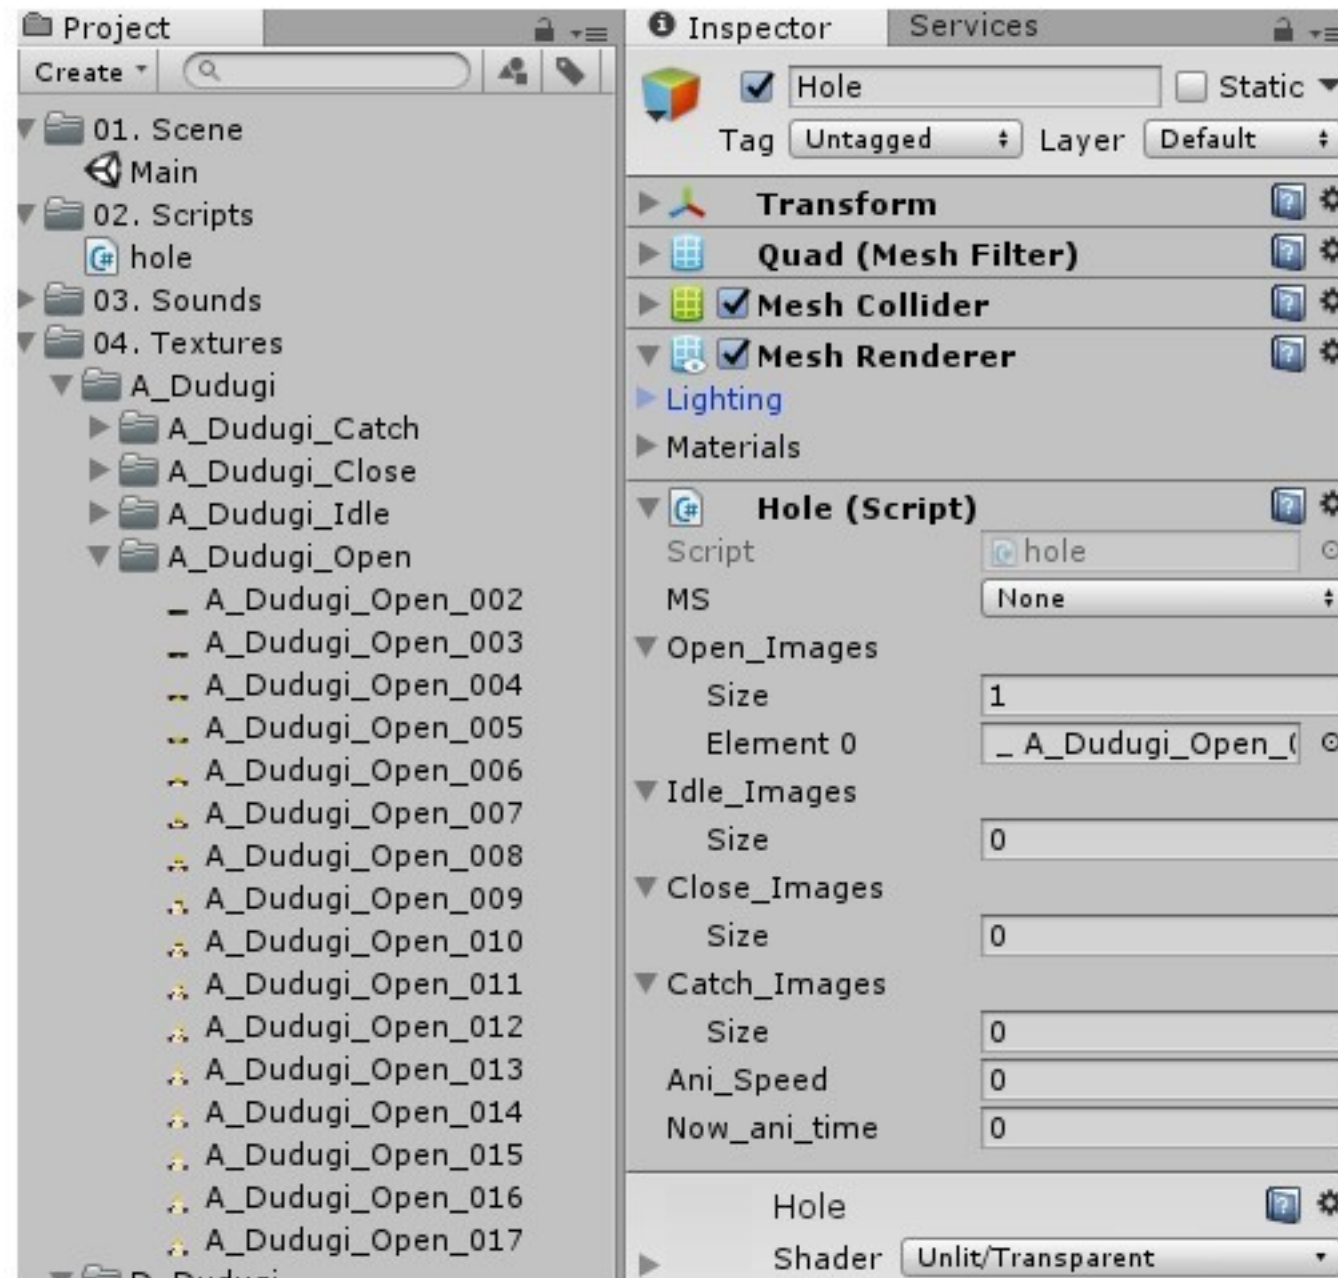 Project
Create
01. Scene
Main
02. Scripts
hole
03. Sounds
04. Textures
A_Dudugi
A_Dudugi_Catch
A_Dudugi_Close
A_Dudugi_Idle
A_Dudugi_Open
A_Dudugi_Open_002
A_Dudugi_Open_003
A_Dudugi_Open_004
A_Dudugi_Open_005
A_Dudugi_Open_006
A_Dudugi_Open_007
A_Dudugi_Open_008
A_Dudugi_Open_009
A_Dudugi_Open_010
A_Dudugi_Open_011
A_Dudugi_Open_012
A_Dudugi_Open_013
A_Dudugi_Open_014
A_Dudugi_Open_015
A_Dudugi_Open_016
A_Dudugi_Open_017
Inspector Services
Hole Static
Tag Untagged Layer Default
Transform
Quad (Mesh Filter)
Mesh Collider
Mesh Renderer
Lighting
Materials
Hole (Script)
Script hole
MS None
Open_Images
Size 1
Element 0 A_Dudugi_Open_
Idle_Images
Size 0
Close_Images
Size 0
Catch_Images
Size 0
Ani_Speed 0
Now_ani_time 0
Hole
Shader Unlit/Transparent